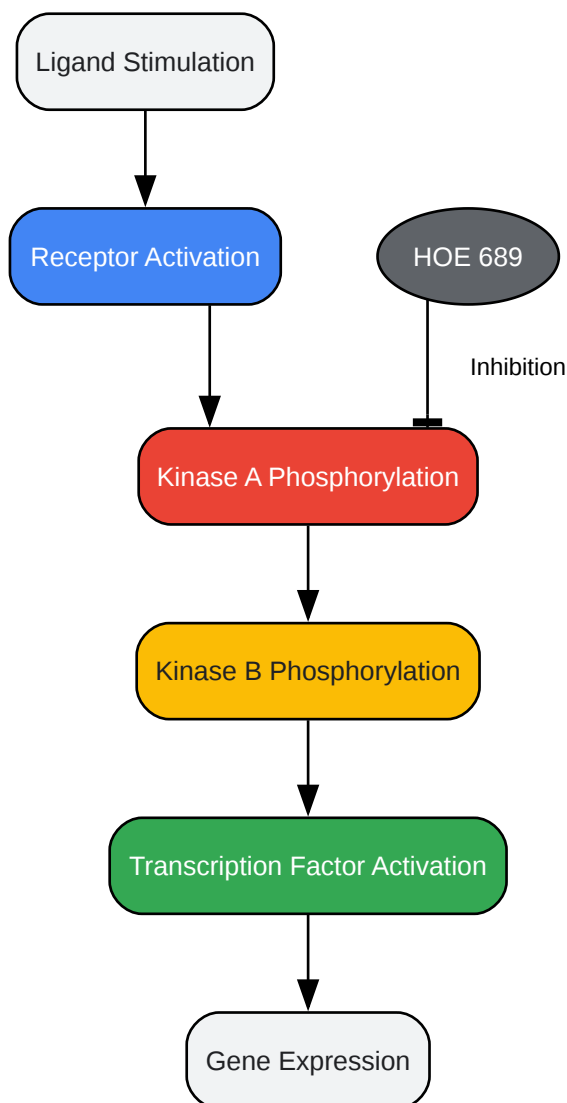 Ligand Stimulation
Receptor Activation
HOE 689
Inhibition
Kinase A Phosphorylation
Kinase B Phosphorylation
Transcription Factor Activation
Gene Expression